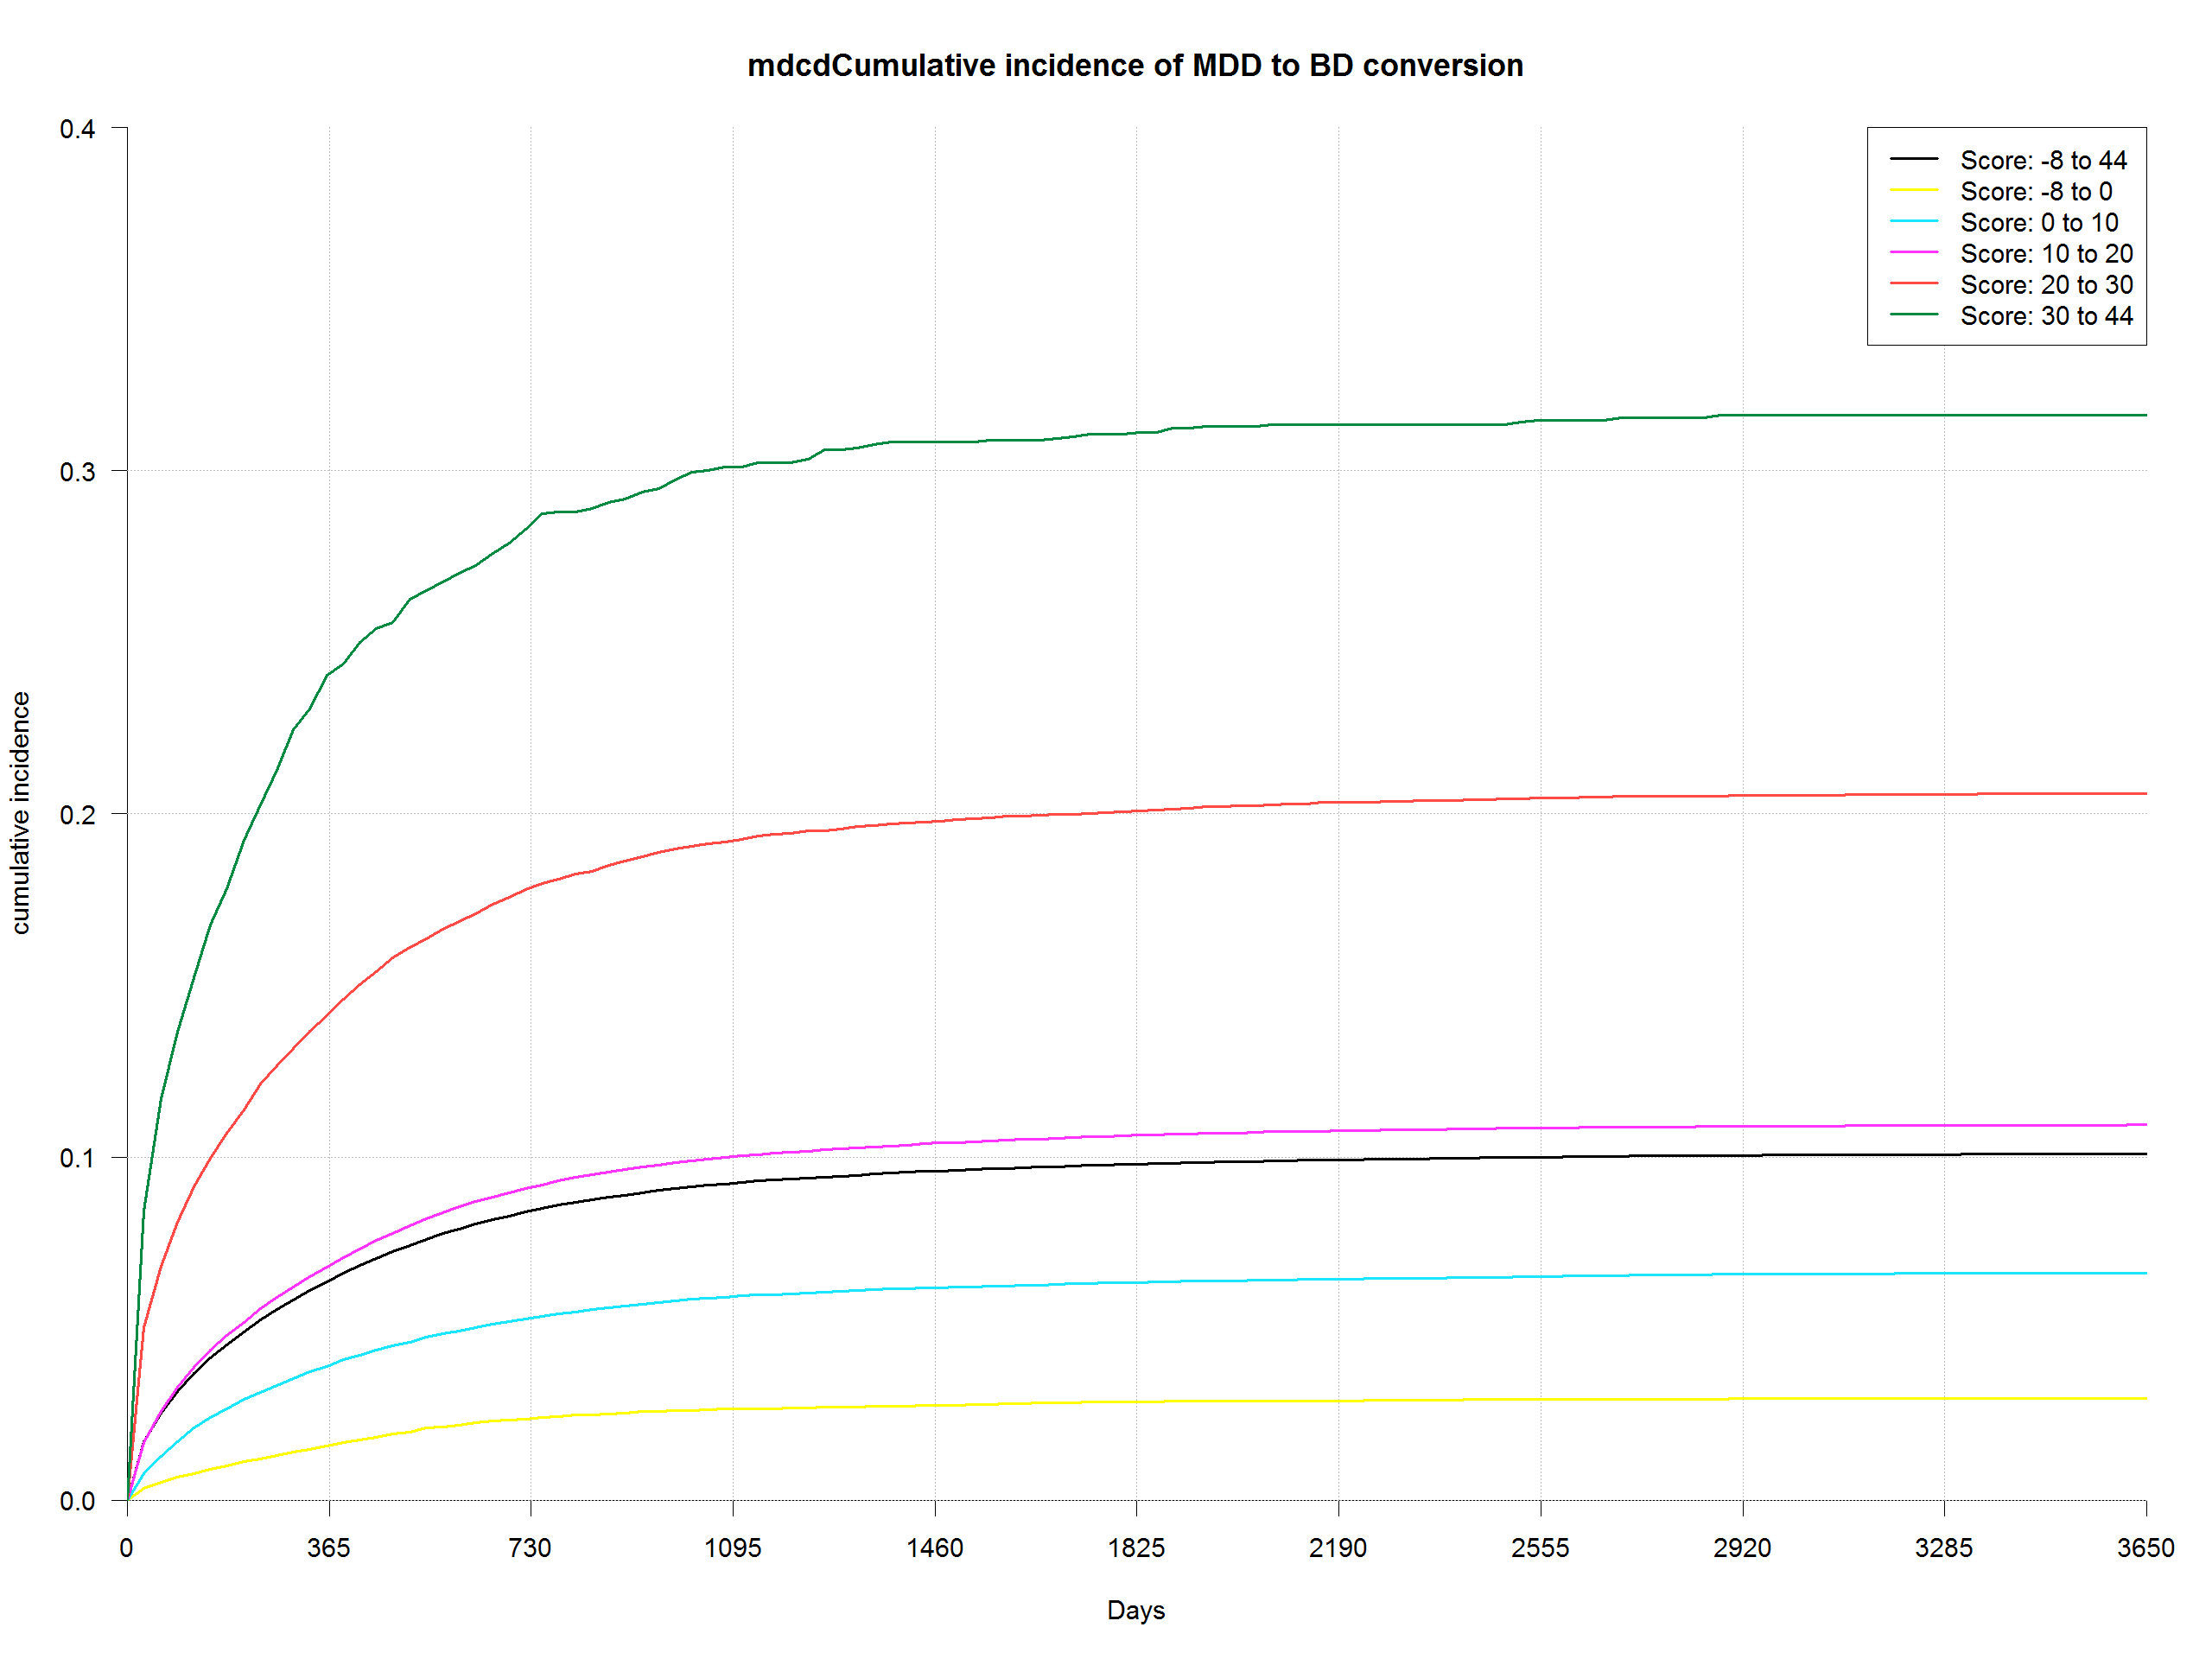 mdcdCumulative incidence of MDD to BD conversion
0.4
0.3
0.2
0.1
0.0
cumulative incidence
Score: -8 to 44
Score: -8 to 0
Score: 0 to 10
Score: 10 to 20
Score: 20 to 30
Score: 30 to 44
0 365 730 1095 1460 1825 2190 2555 2920 3285 3650
Days